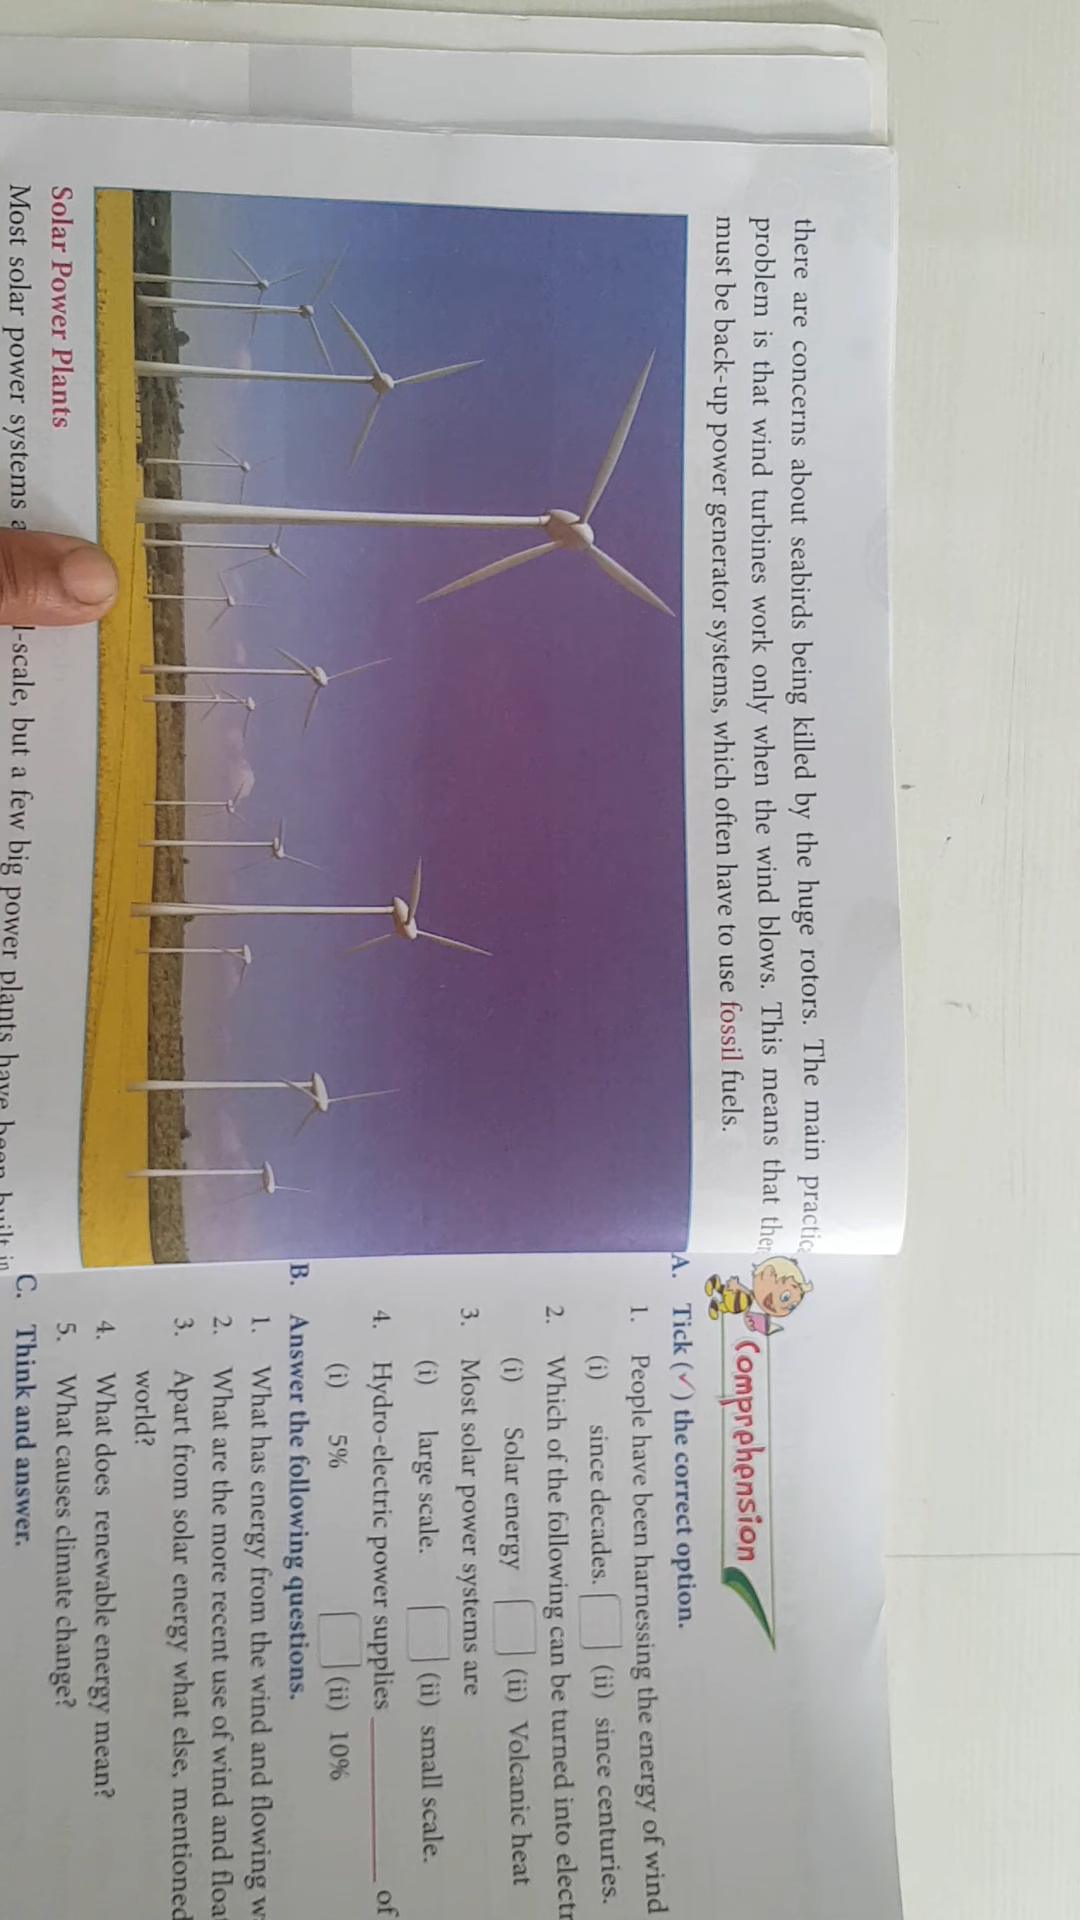 there are concerns about seabirds being killed by the huge rotors. The main
problem is that wind turbines work only when the wind blows. This means that
must be back-up power generator systems, which often have to use fossil fuels.
Solar Power Plants
Most solar power systems l-scale, but a few big power plants have been built in
Comprehension
A. Tick (✓) the correct option.
1. People have been harnessing the energy of wind
(i) since decades. (ii) since centuries.
2. Which of the following can be turned into
(i) Solar energy (ii) Volcanic heat
3. Most solar power systems are
(i) large scale. (ii) small scale.
4. Hydro-electric power supplies ________ of
(i) 5% (ii) 10%
B. Answer the following questions.
1. What has energy from the wind and flowing
2. What are the more recent use of wind and
3. Apart from solar energy what else, mentioned
world?
4. What does renewable energy mean?
5. What causes climate change?
C. Think and answer.